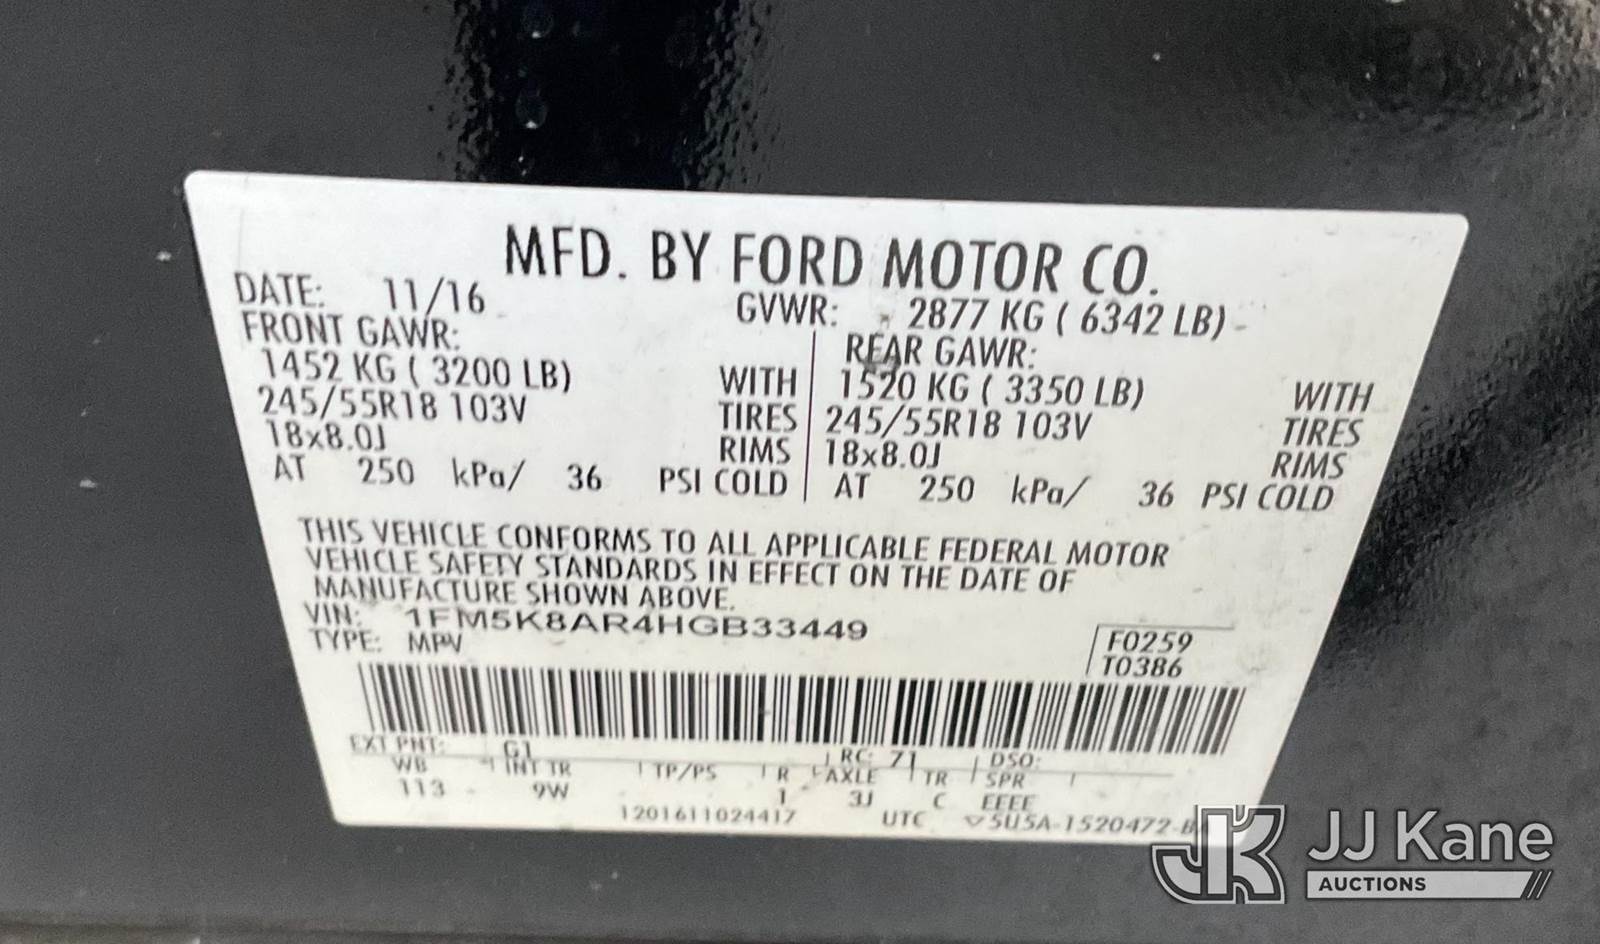 MFD. BY FORD MOTOR CO.
DATE: 11/16 GVWR: 2877 KG ( 6342 LB)
FRONT GAWR: REAR GAWR:
1452 KG ( 3200 LB) WITH 1520 KG ( 3350 LB) WITH
245/55R18 103V TIRES 245/55R18 103V TIRES
18x8.0J RIMS 18x8.0J RIMS
AT 250 kPa/ 36 PSI COLD AT 250 kPa/ 36 PSI COLD
THIS VEHICLE CONFORMS TO ALL APPLICABLE FEDERAL MOTOR
VEHICLE SAFETY STANDARDS IN EFFECT ON THE DATE OF
MANUFACTURE SHOWN ABOVE.
VIN: 1FM5K8AR4HGB33449
TYPE: MPV
F0259
T0386
EXT PNT: G1 RC: 71 DSO:
WB INT TR TP/PS R AXLE TR SPR
113 9W 1 3J C EEEE
1201611024417 UTC 5U5A-1520472-
JJ Kane
AUCTIONS